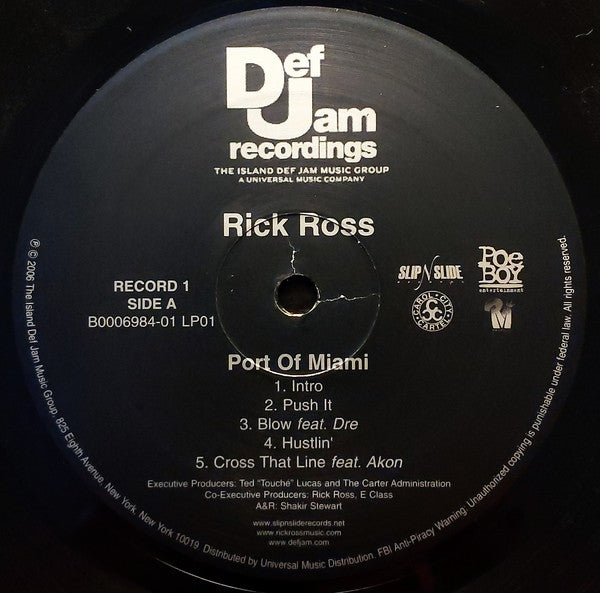 Def
Jam
recordings
THE ISLAND DEF JAM MUSIC GROUP
A UNIVERSAL MUSIC COMPANY
Rick Ross
RECORD 1
SIDE A
B0006984-01 LP01
SLIP N SLIDE
POE BOY
entertainment
CAROL CITY
CARTEL
CC
Port Of Miami
1. Intro
2. Push It
3. Blow feat. Dre
4. Hustlin'
5. Cross That Line feat. Akon
Executive Producers: Ted "Touché" Lucas and The Carter Administration
Co-Executive Producers: Rick Ross, E Class
A&R: Shakir Stewart
www.slipnsliderecords.net
www.rickrossmusic.com
www.defjam.com
℗ © 2006 The Island Def Jam Music Group, 825 Eighth Avenue, New York, New York 10019 Distributed by Universal Music Distribution. FBI Anti-Piracy Warning: Unauthorized copying is punishable under federal law. All rights reserved.